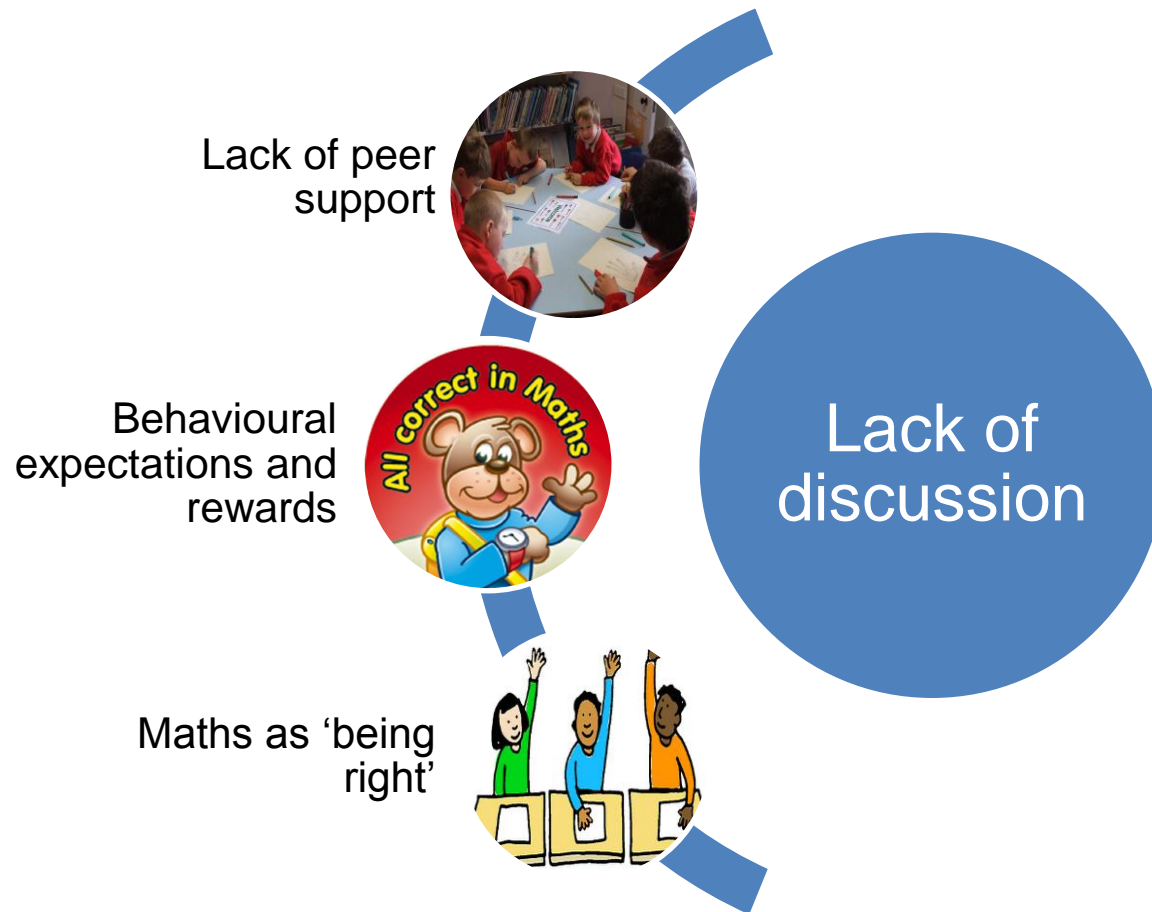 Lack of peer
support
All correct in Maths
Behavioural
expectations and
rewards
Lack of
discussion
Maths as ‘being
right’